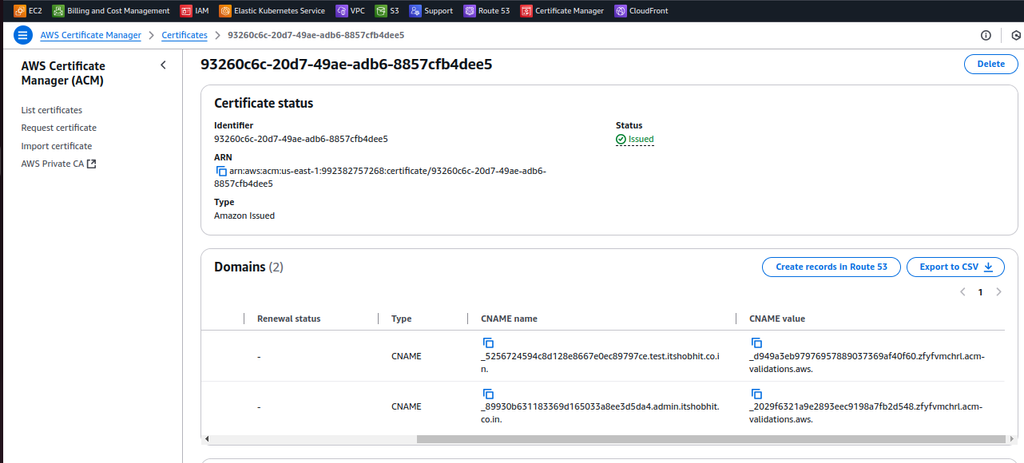 EC2 Billing and Cost Management IAM Elastic Kubernetes Service VPC S3 Support Route 53 Certificate Manager CloudFront
AWS Certificate Manager > Certificates > 93260c6c-20d7-49ae-adb6-8857cfb4dee5
AWS Certificate Manager (ACM)
List certificates
Request certificate
Import certificate
AWS Private CA
93260c6c-20d7-49ae-adb6-8857cfb4dee5
Delete
Certificate status
Identifier
93260c6c-20d7-49ae-adb6-8857cfb4dee5
Status
Issued
ARN
arn:aws:acm:us-east-1:992382757268:certificate/93260c6c-20d7-49ae-adb6-
8857cfb4dee5
Type
Amazon Issued
Domains (2)
Create records in Route 53
Export to CSV
< 1 >
Renewal status Type CNAME name CNAME value
- CNAME
_5256724594c8d128e8667e0ec89797ce.test.itshobhit.co.i
n.
_d949a3eb97976957889037369af40f60.zfyfvmchrl.acm-
validations.aws.
- CNAME
_89930b631183369d165033a8ee3d5da4.admin.itshobhit.
co.in.
_2029f6321a9e2893eec9198a7fb2d548.zfyfvmchrl.acm-
validations.aws.